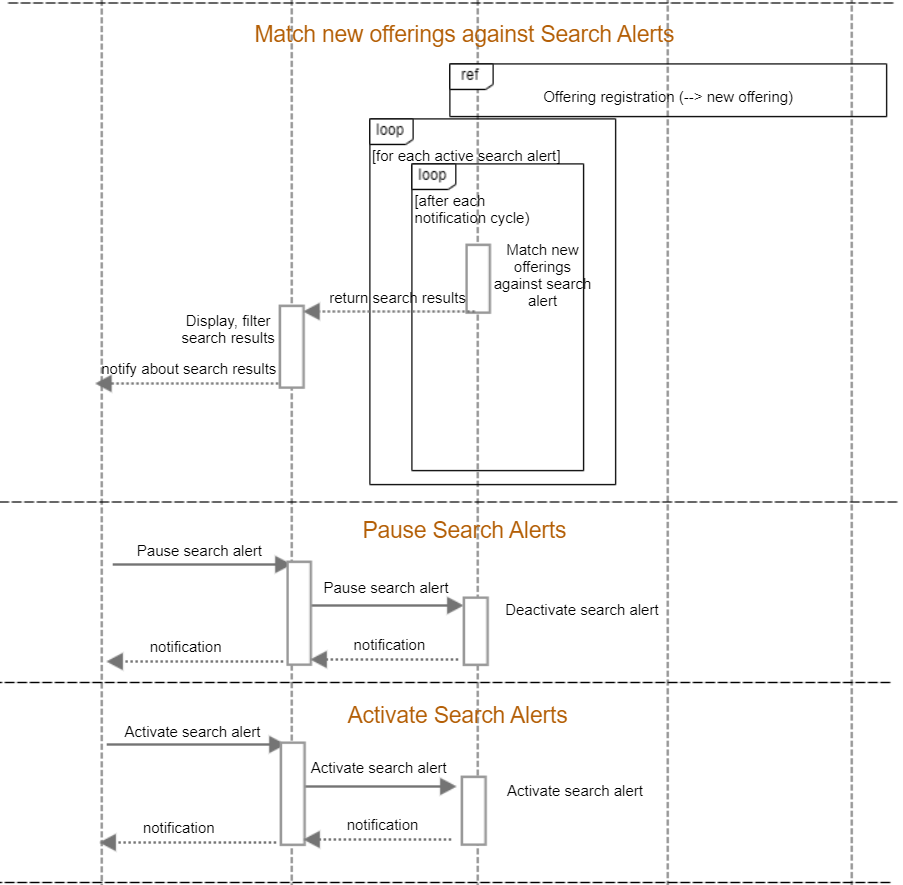 Match new offerings against Search Alerts
ref
Offering registration (--> new offering)
loop
[for each active search alert]
loop
[after each
notification cycle)
Match new
offerings
against search
alert
return search results
Display, filter
search results
notify about search results
Pause Search Alerts
Pause search alert
Pause search alert
Deactivate search alert
notification
notification
Activate Search Alerts
Activate search alert
Activate search alert
Activate search alert
notification
notification